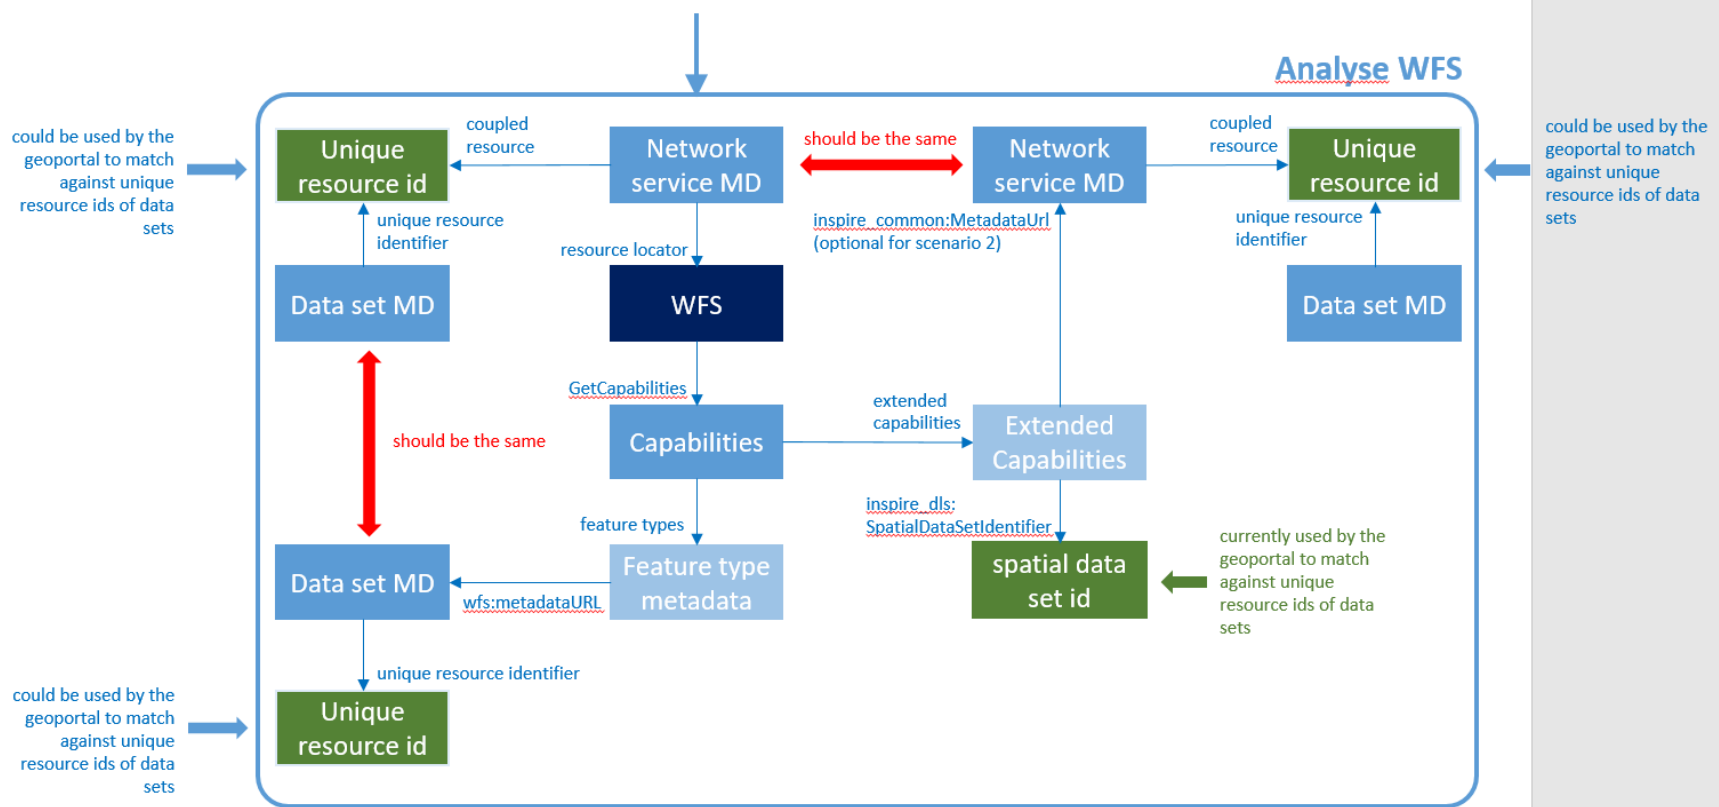 Analyse WFS
could be used by the
geoportal to match
against unique
resource ids of data
sets
Unique
resource id
coupled
resource
Network
service MD
should be the same
Network
service MD
coupled
resource
Unique
resource id
could be used by the
geoportal to match
against unique
resource ids of data
sets
unique resource
identifier
resource locator
inspire_common:MetadataUrl
(optional for scenario 2)
unique resource
identifier
Data set MD
WFS
Data set MD
GetCapabilities
should be the same
Capabilities
extended
capabilities
Extended
Capabilities
feature types
inspire_dls:
SpatialDataSetIdentifier
Data set MD
wfs:metadataURL
Feature type
metadata
spatial data
set id
currently used by the
geoportal to match
against unique
resource ids of data
sets
unique resource identifier
could be used by the
geoportal to match
against unique
resource ids of data
sets
Unique
resource id